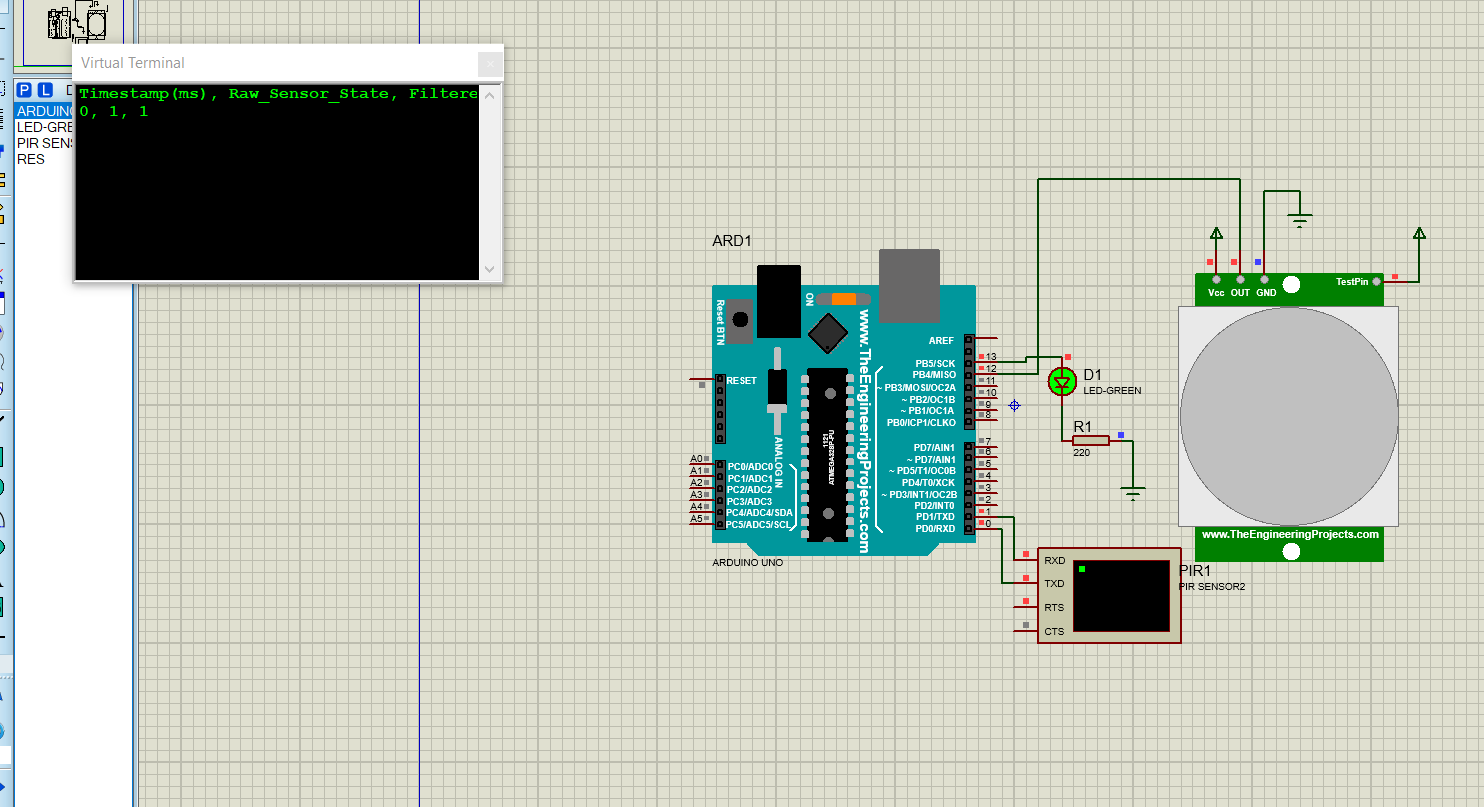 Virtual Terminal
Timestamp(ms), Raw_Sensor_State, Filtere
0, 1, 1
P L
ARDUINO
LED-GRE
PIR SENS
RES
ARD1
Reset BTN
ON
www.TheEngineeringProjects.com
RESET
AREF
PB5/SCK
PB4/MISO
~ PB3/MOSI/OC2A
~ PB2/OC1B
~ PB1/OC1A
PB0/ICP1/CLKO
13
12
11
10
9
8
PD7/AIN1
~ PD7/AIN1
~ PD5/T1/OC0B
PD4/T0/XCK
~ PD3/INT1/OC2B
PD2/INT0
PD1/TXD
PD0/RXD
7
6
5
4
3
2
1
0
ANALOG IN
A0
A1
A2
A3
A4
A5
PC0/ADC0
PC1/ADC1
PC2/ADC2
PC3/ADC3
PC4/ADC4/SDA
PC5/ADC5/SCL
1121
ATMEGA328P-PU
ARDUINO UNO
D1
LED-GREEN
R1
220
RXD
TXD
RTS
CTS
Vcc OUT GND
TestPin
www.TheEngineeringProjects.com
PIR1
PIR SENSOR2